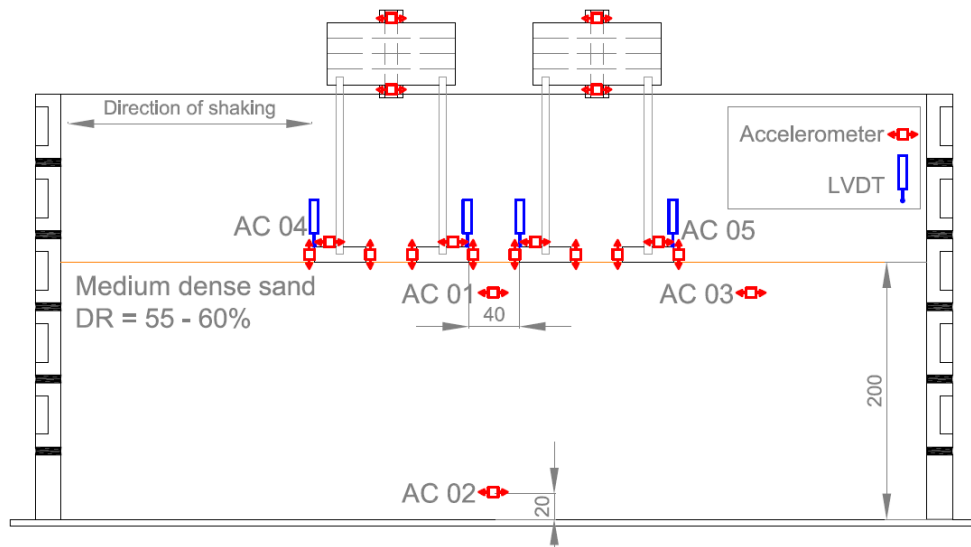 Direction of shaking
Accelerometer
LVDT
AC 04
AC 05
Medium dense sand
DR = 55 - 60%
AC 01
AC 03
40
200
AC 02
20